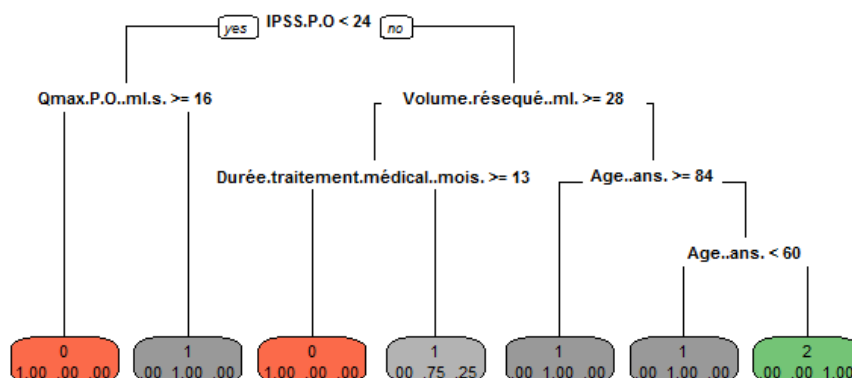 yes IPSS.P.O < 24 no
Qmax.P.O..ml.s. >= 16
Volume.réséqué..ml. >= 28
Durée.traitement.médical..mois. >= 13
Age..ans. >= 84
Age..ans. < 60
0 1 0 1 1 1 2
1.00 .00 .00 .00 1.00 .00 1.00 .00 .00 .00 .75 .25 .00 1.00 .00 .00 1.00 .00 .00 .00 1.00